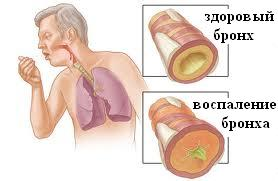 здоровый
бронх
воспаление
бронха